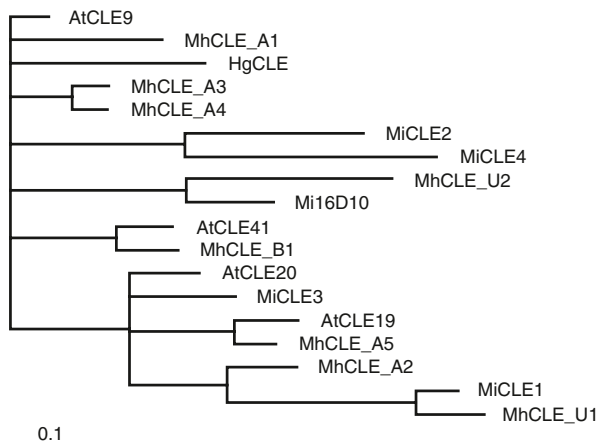 AtCLE9
MhCLE_A1
HgCLE
MhCLE_A3
MhCLE_A4
MiCLE2
MiCLE4
MhCLE_U2
Mi16D10
AtCLE41
MhCLE_B1
AtCLE20
MiCLE3
AtCLE19
MhCLE_A5
MhCLE_A2
MiCLE1
MhCLE_U1
0.1